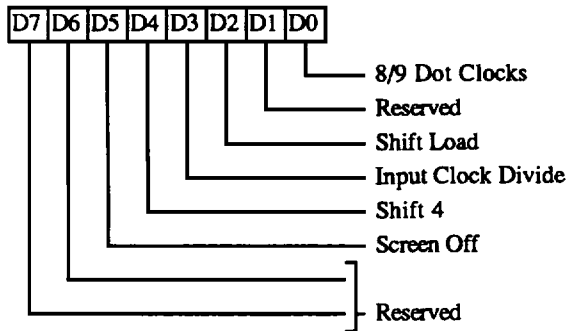 D7 D6 D5 D4 D3 D2 D1 D0
8/9 Dot Clocks
Reserved
Shift Load
Input Clock Divide
Shift 4
Screen Off
Reserved